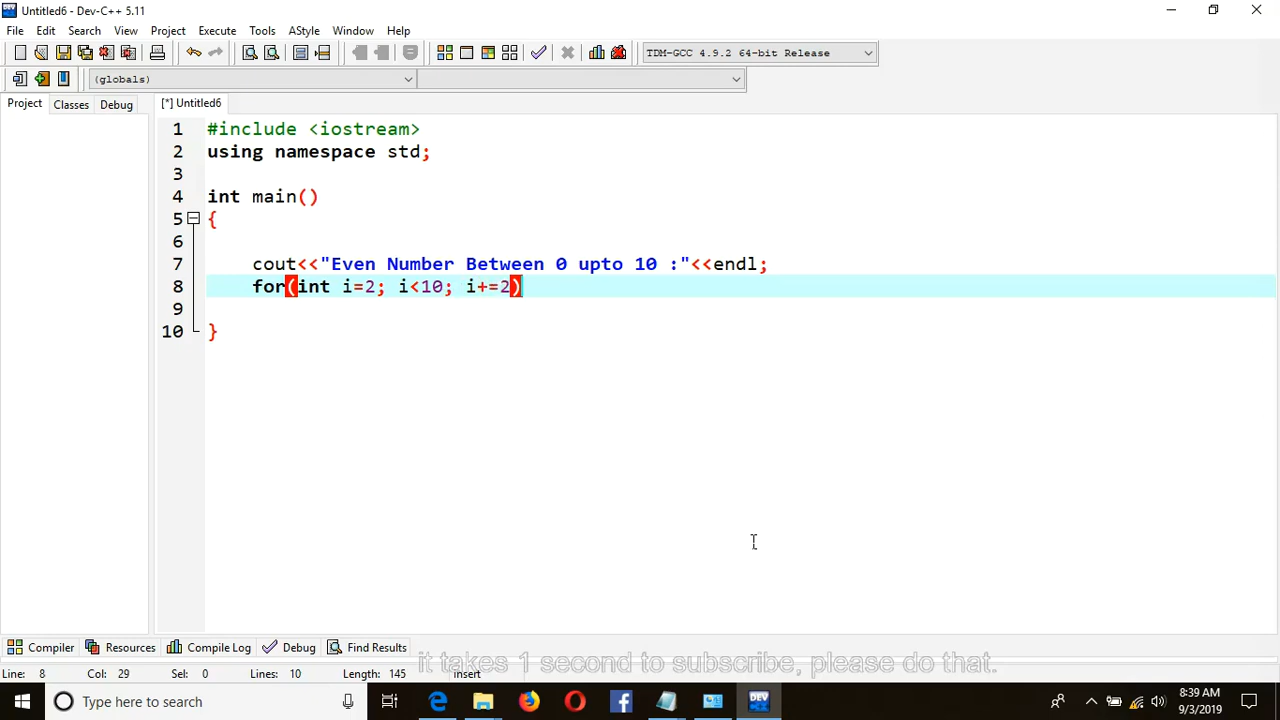 Untitled6 - Dev-C++ 5.11
File Edit Search View Project Execute Tools AStyle Window Help
TDM-GCC 4.9.2 64-bit Release
(globals)
Project Classes Debug [*] Untitled6
1 #include <iostream>
2 using namespace std;
3
4 int main()
5 {
6
7 cout<<"Even Number Between 0 upto 10 :"<<endl;
8 for(int i=2; i<10; i+=2)
9
10 }
Compiler Resources Compile Log Debug Find Results
it takes 1 second to subscribe, please do that.
Line: 8 Col: 29 Sel: 0 Lines: 10 Length: 145 Insert
Type here to search
DEV
8:39 AM
9/3/2019